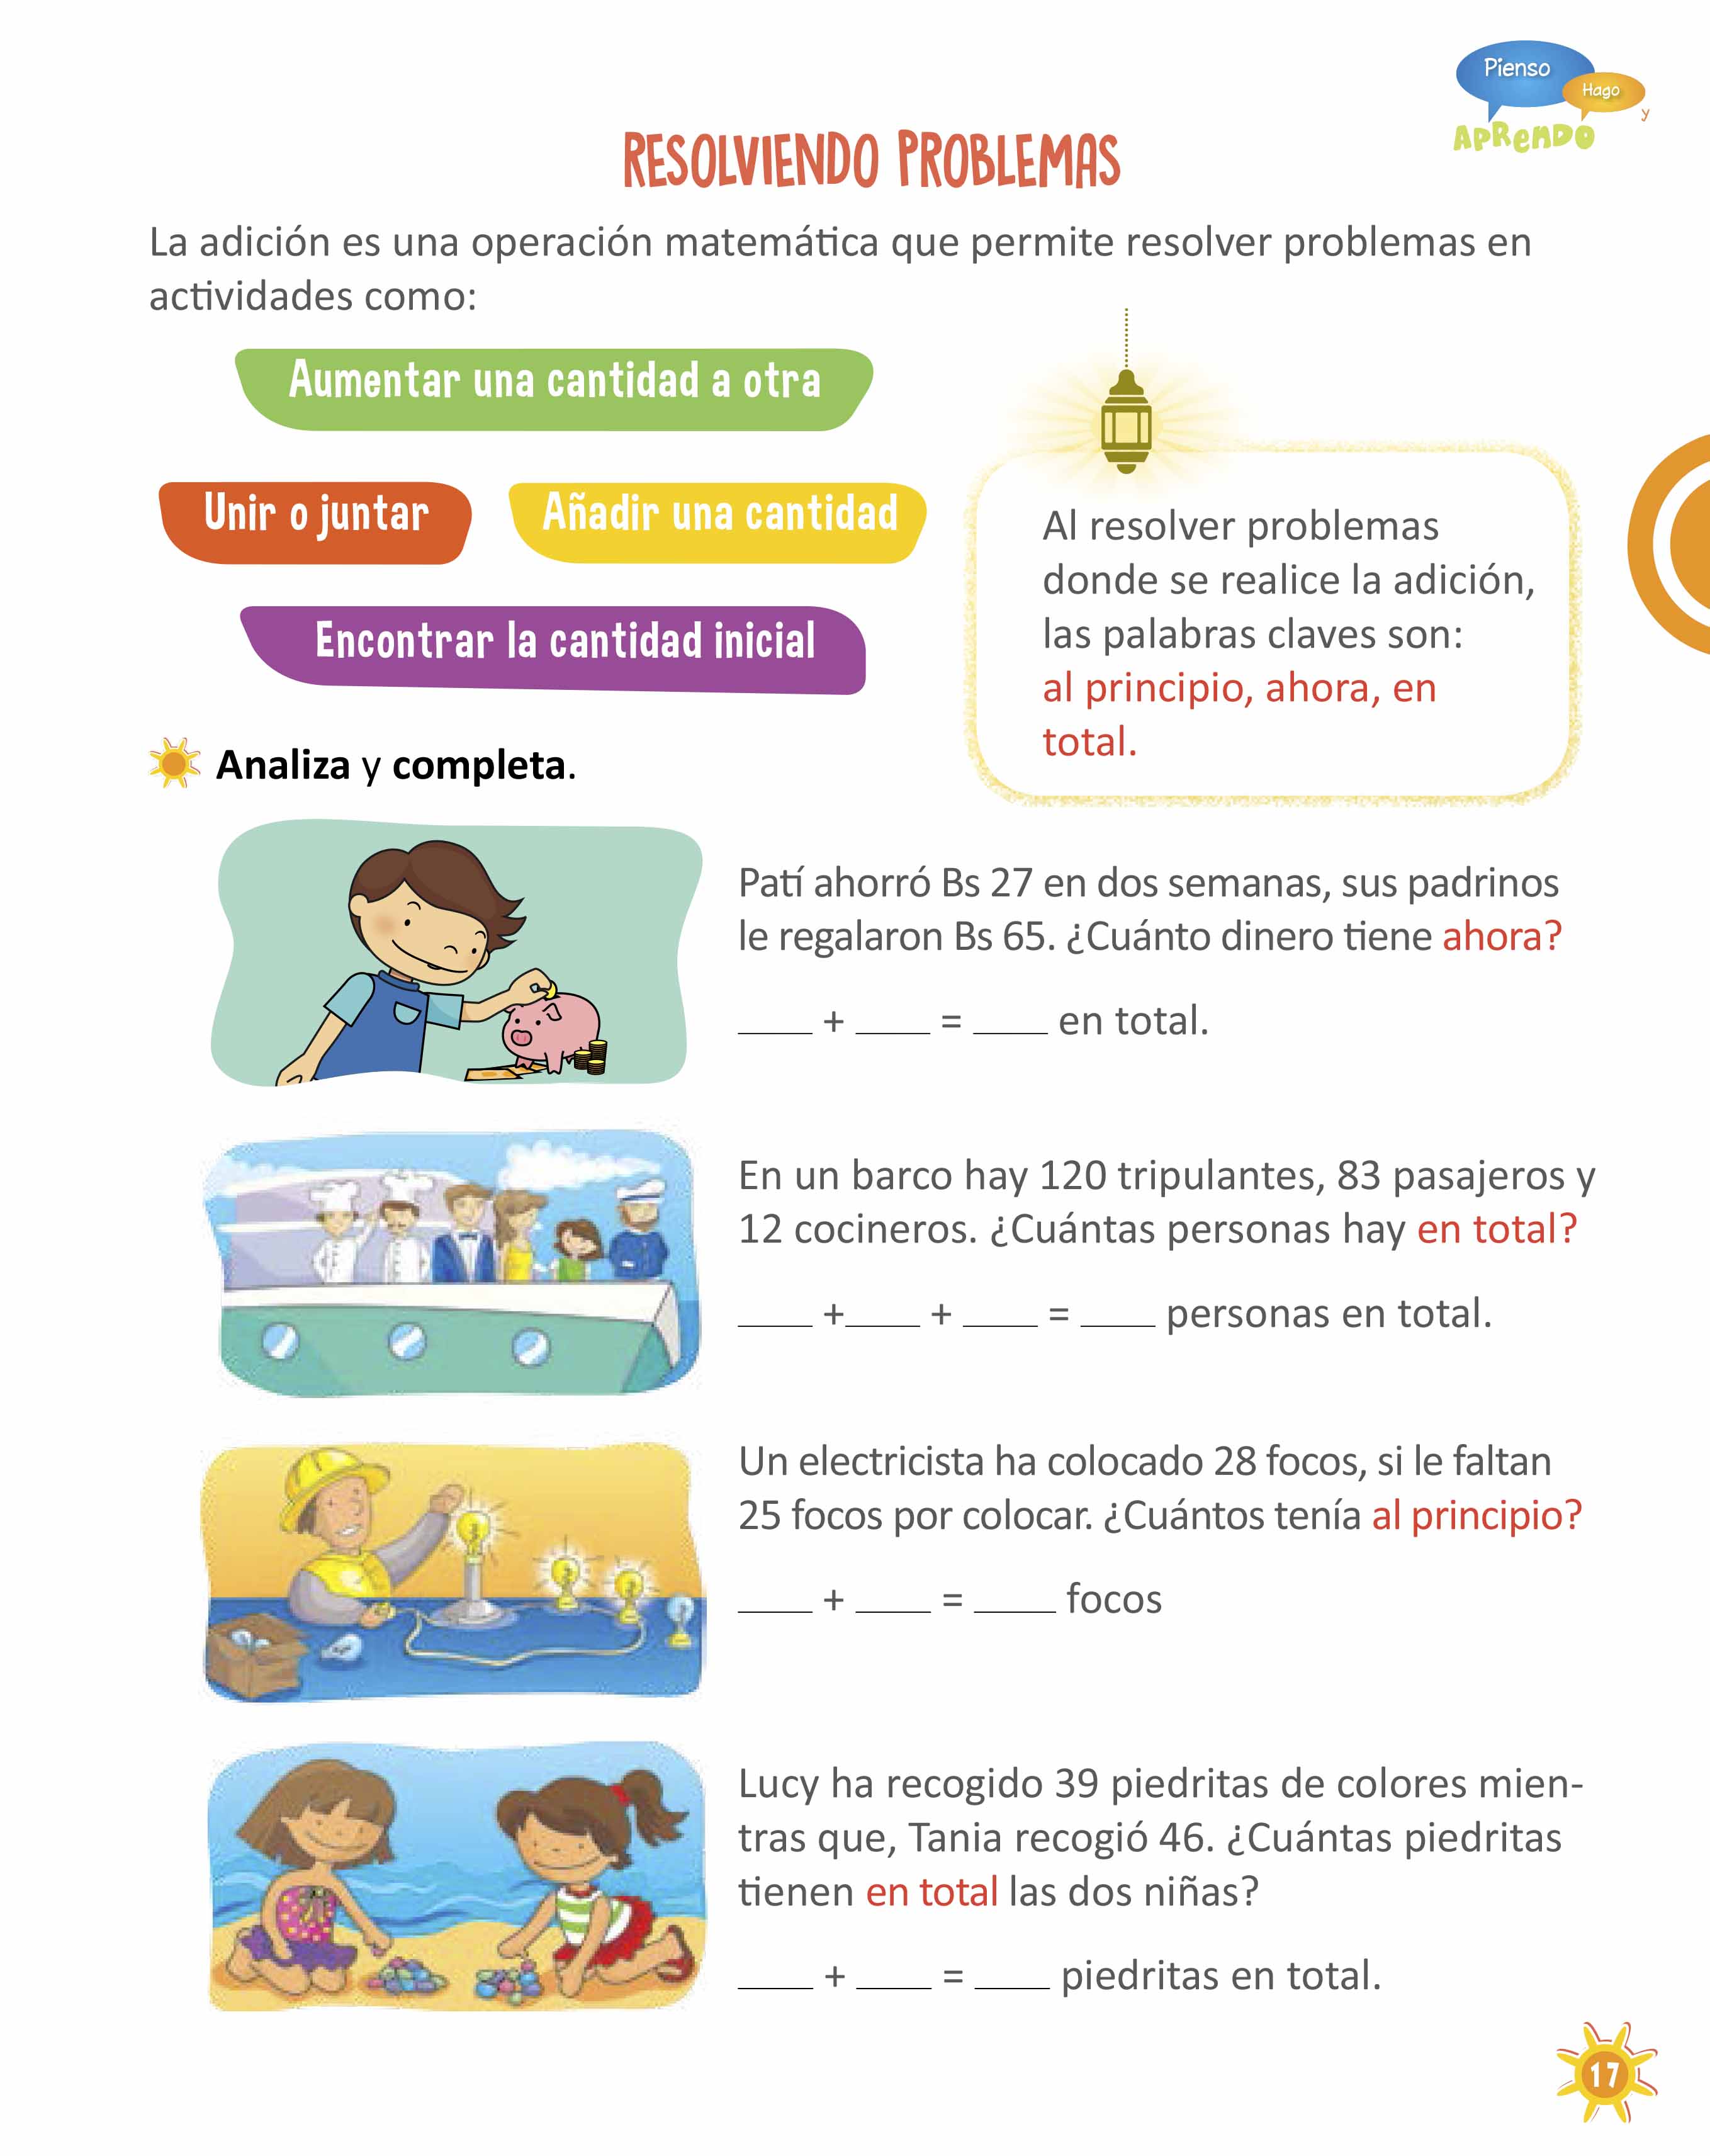 Pienso
Hago
y
APRenDO
RESOLVIENDO PROBLEMAS
La adición es una operación matemática que permite resolver problemas en
actividades como:
Aumentar una cantidad a otra
Unir o juntar
Añadir una cantidad
Encontrar la cantidad inicial
Al resolver problemas
donde se realice la adición,
las palabras claves son:
al principio, ahora, en
total.
Analiza y completa.
Patí ahorró Bs 27 en dos semanas, sus padrinos
le regalaron Bs 65. ¿Cuánto dinero tiene ahora?
____ + ____ = ____ en total.
En un barco hay 120 tripulantes, 83 pasajeros y
12 cocineros. ¿Cuántas personas hay en total?
____ +____ + ____ = ____ personas en total.
Un electricista ha colocado 28 focos, si le faltan
25 focos por colocar. ¿Cuántos tenía al principio?
____ + ____ = ____ focos
Lucy ha recogido 39 piedritas de colores mien-
tras que, Tania recogió 46. ¿Cuántas piedritas
tienen en total las dos niñas?
____ + ____ = ____ piedritas en total.
17